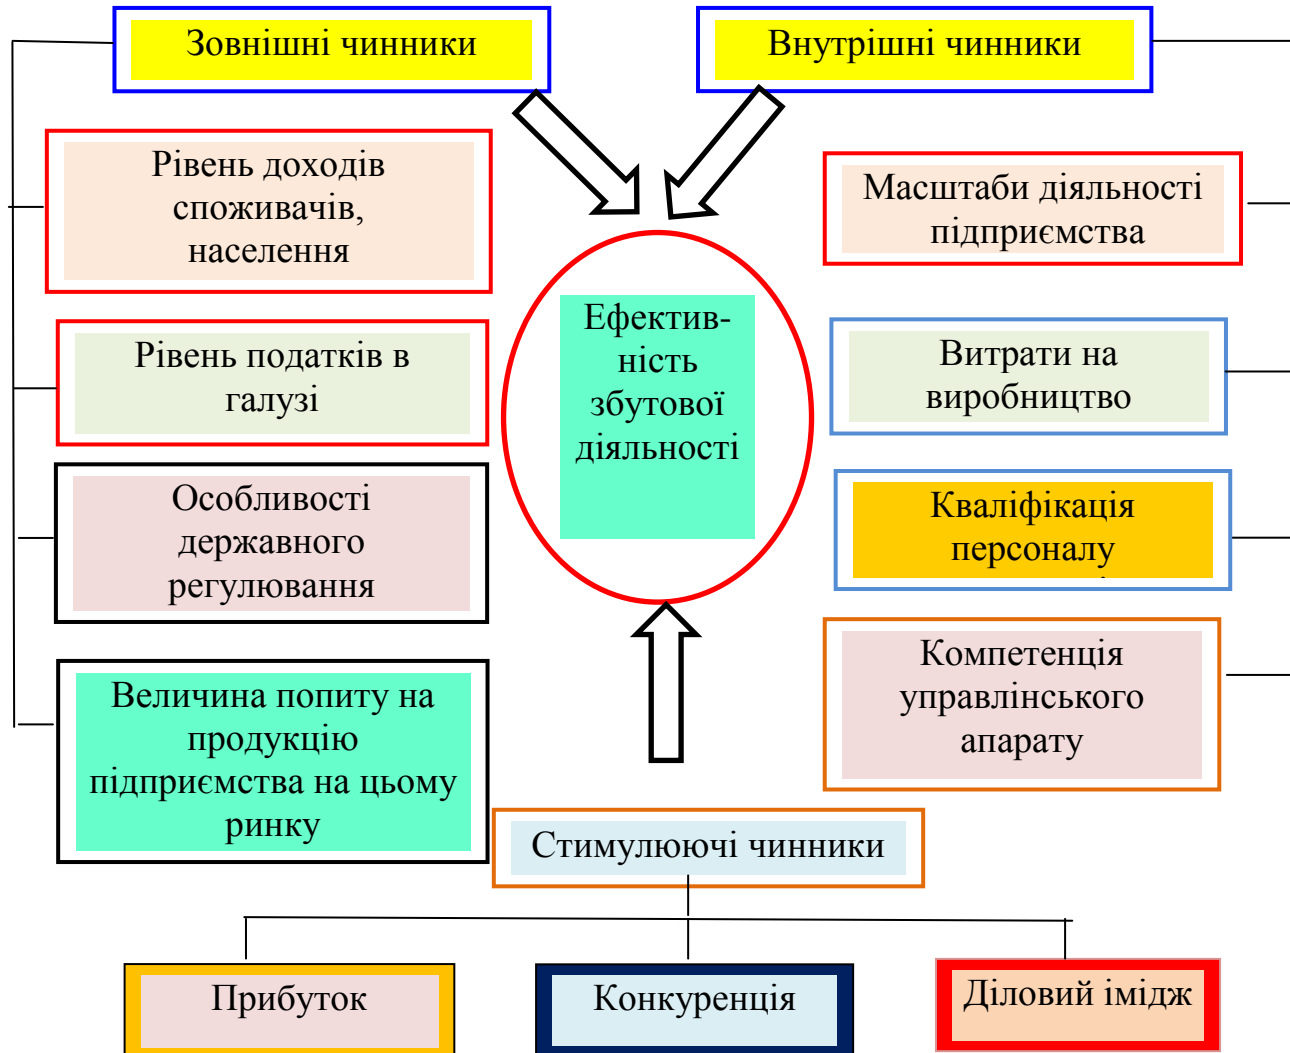 Зовнішні чинники
Внутрішні чинники
Рівень доходів
споживачів,
населення
Рівень податків в
галузі
Особливості
державного
регулювання
Величина попиту на
продукцію
підприємства на цьому
ринку
Ефектив-
ність
збутової
діяльності
Масштаби діяльності
підприємства
Витрати на
виробництво
Кваліфікація
персоналу
Компетенція
управлінського
апарату
Стимулюючі чинники
Прибуток
Конкуренція
Діловий імідж